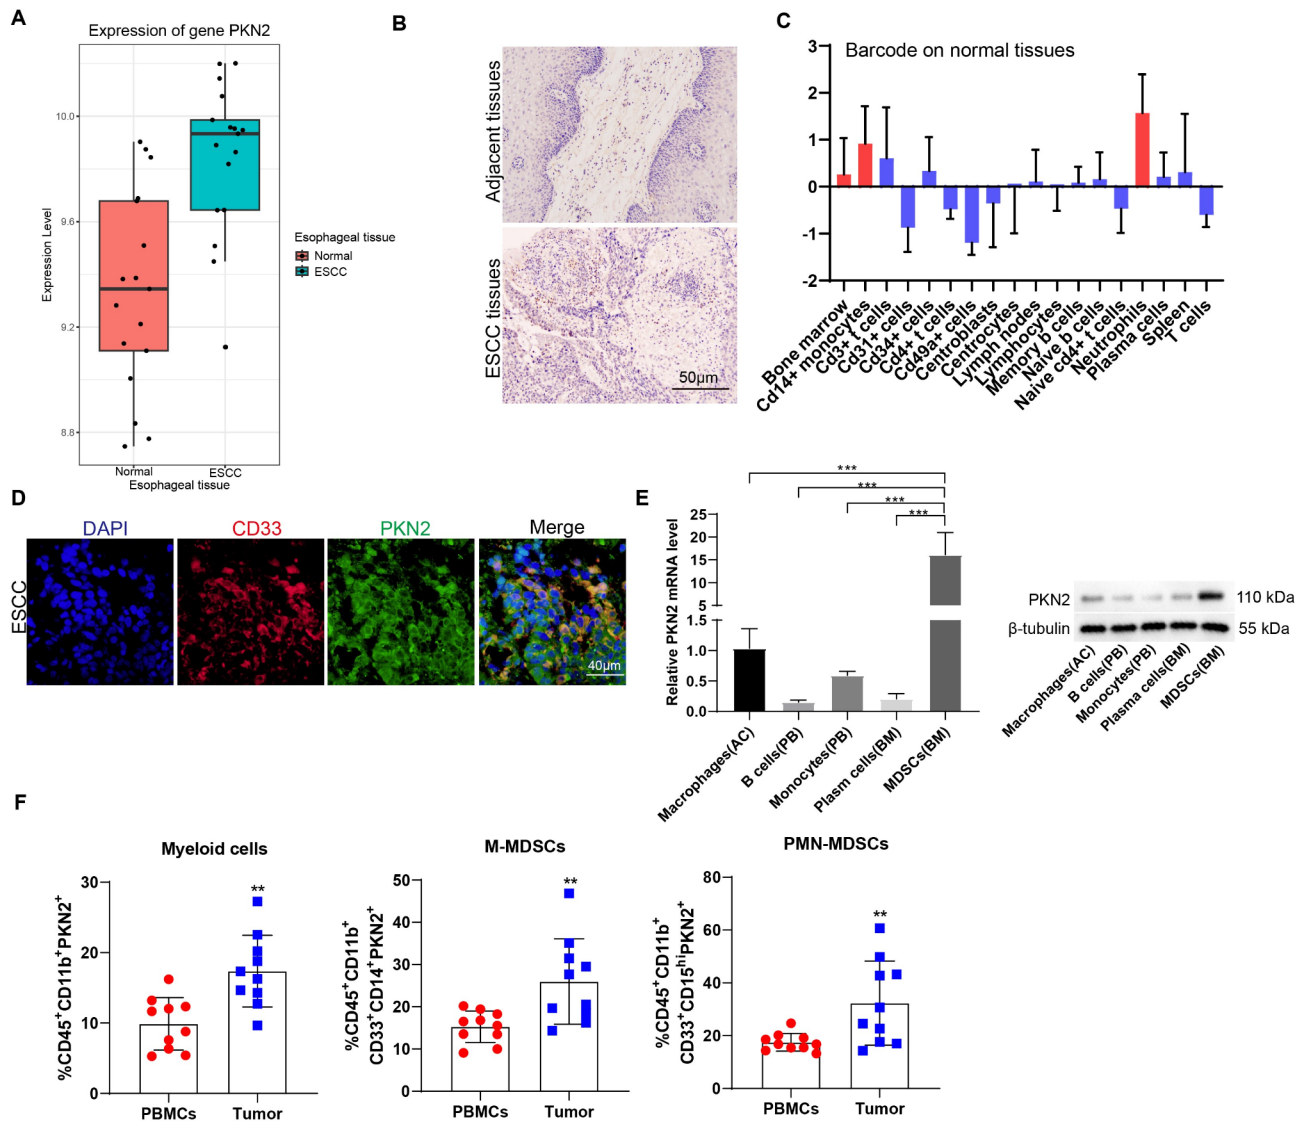 A
Expression of gene PKN2
Expression Level
10.0
9.6
9.2
8.8
Normal
ESCC
Esophageal tissue
Esophageal tissue
Normal
ESCC
B
Adjacent tissues
ESCC tissues
50μm
C
Barcode on normal tissues
3
2
1
0
-1
-2
Bone marrow
Cd14+ monocytes
Cd3+ t cells
Cd31+ cells
Cd34+ cells
Cd4+ t cells
Cd49a+ cells
Centroblasts
Centrocytes
Lymph nodes
Lymphocytes
Memory b cells
Naive b cells
Naive cd4+ t cells
Neutrophils
Plasma cells
Spleen
T cells
D
DAPI
CD33
PKN2
Merge
ESCC
40μm
E
Relative PKN2 mRNA level
25
20
15
10
5
1.5
1.0
0.5
0.0
***
***
***
***
Macrophages(AC)
B cells(PB)
Monocytes(PB)
Plasm cells(BM)
MDSCs(BM)
PKN2
110 kDa
β-tubulin
55 kDa
Macrophages(AC)
B cells(PB)
Monocytes(PB)
Plasma cells(BM)
MDSCs(BM)
F
Myeloid cells
%CD45+CD11b+PKN2+
30
20
10
0
**
PBMCs
Tumor
M-MDSCs
%CD45+CD11b+
CD33+CD14+PKN2+
50
40
30
20
10
0
**
PBMCs
Tumor
PMN-MDSCs
%CD45+CD11b+
CD33+CD15hiPKN2+
80
60
40
20
0
**
PBMCs
Tumor